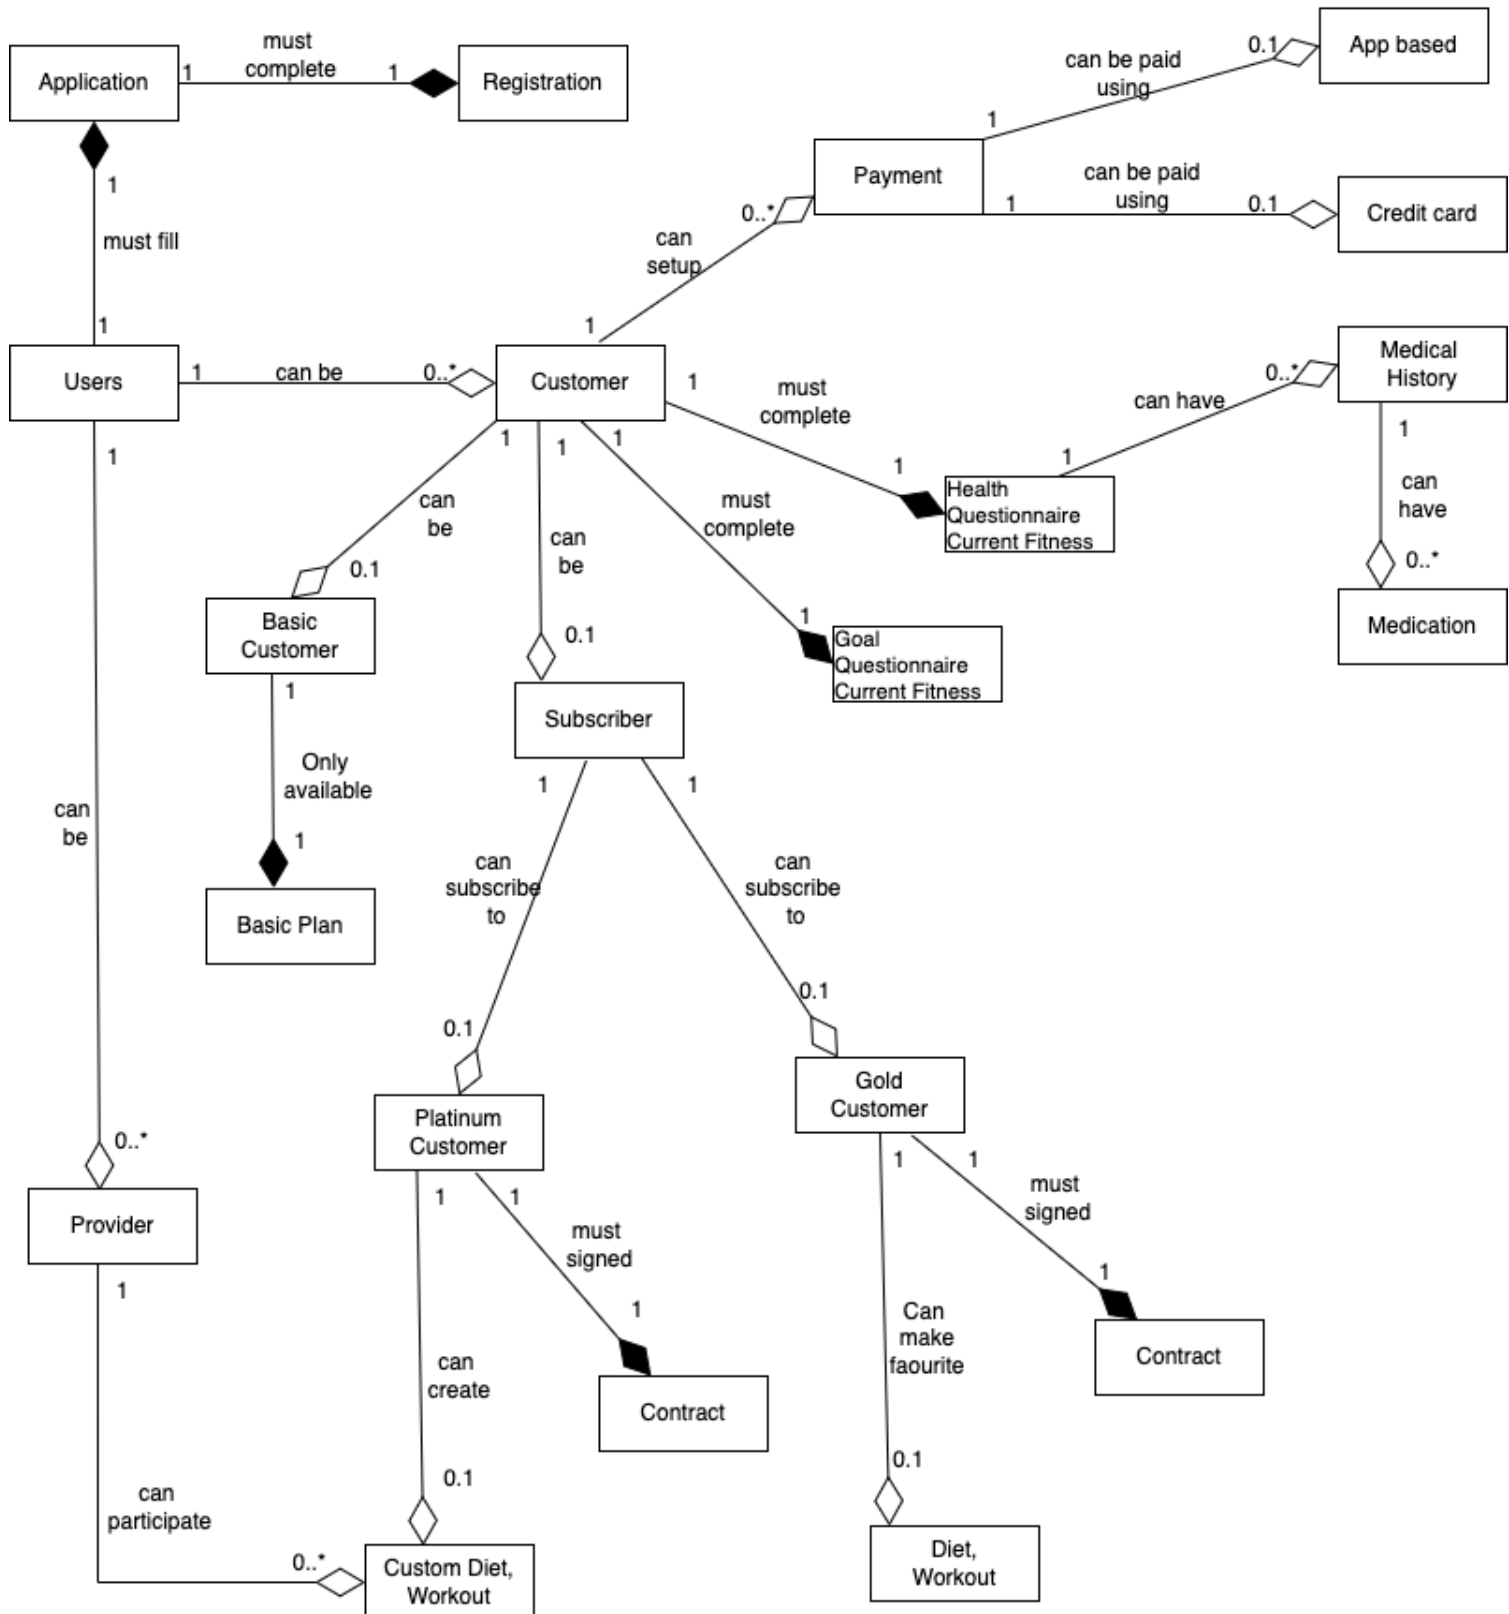 App based
must
complete
0.1
can be paid
using
Application
1
1
Registration
1
Payment
can be paid
using
1
0.1
Credit card
1
0..*
must fill
can
setup
1
1
Users
1
can be
0..*
Customer
1
must
complete
0..*
Medical
History
can have
1
1
1
1
1
1
1
can
be
must
complete
can
have
Health
Questionnaire
Current Fitness
can
be
0.1
0..*
Basic
Customer
0.1
1
Goal
Questionnaire
Current Fitness
Medication
1
Subscriber
Only
available
1
1
can
be
1
can
subscribe
to
can
subscribe
to
Basic Plan
0.1
0.1
Gold
Customer
Platinum
Customer
0..*
1
1
Provider
1
1
must
signed
must
signed
1
1
1
Can
make
faourite
Contract
can
create
Contract
0.1
0.1
can
participate
0..*
Custom Diet,
Workout
Diet,
Workout